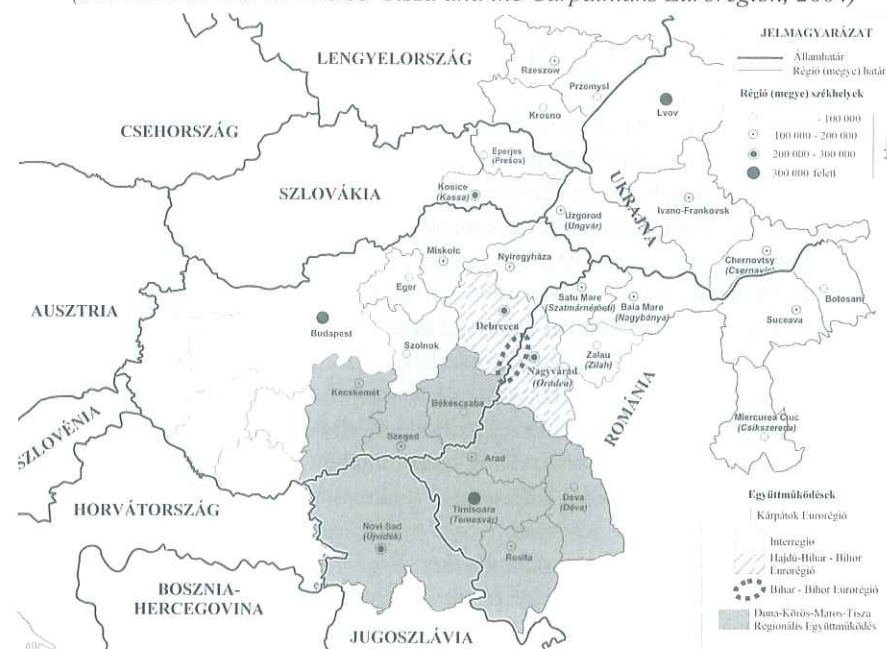 LENGYELORSZÁG
CSEHORSZÁG
SZLOVÁKIA
AUSZTRIA
SZLOVÉNIA
HORVÁTORSZÁG
BOSZNIA-
HERCEGOVINA
JUGOSZLÁVIA
ROMÁNIA
UKRAJNA
Rzeszow
Przemysl
Krosno
Lvov
Eperjes
(Prešov)
Kosice
(Kassa)
Uzgorod
(Ungvár)
Ivano-Frankovsk
Chernovtsy
Miskolc
Nyíregyháza
Eger
Satu Mare
(Szatmárnémeti)
Baia Mare
(Nagybánya)
Botosani
Suceava
Budapest
Debrecen
Szolnok
Nagyvárad
(Oradea)
Zalau
(Zilah)
Kecskemét
Békéscsaba
Szeged
Arad
Miercurea Ciuc
(Csíkszereda)
Timisoara
(Temesvár)
Deva
(Déva)
Novi Sad
(Újvidék)
Resita
JELMAGYARÁZAT
Államhatár
Régió (megye) határ
Régió (megye) székhelyek
- 100 000
100 000 - 200 000
200 000 - 300 000
300 000 felett
Együttműködések
Kárpátok Eurorégió
Interregio
Hajdú-Bihar - Bihor
Eurorégió
Bihar - Bihor Eurorégió
Duna-Körös-Maros-Tisza
Regionális Együttműködés